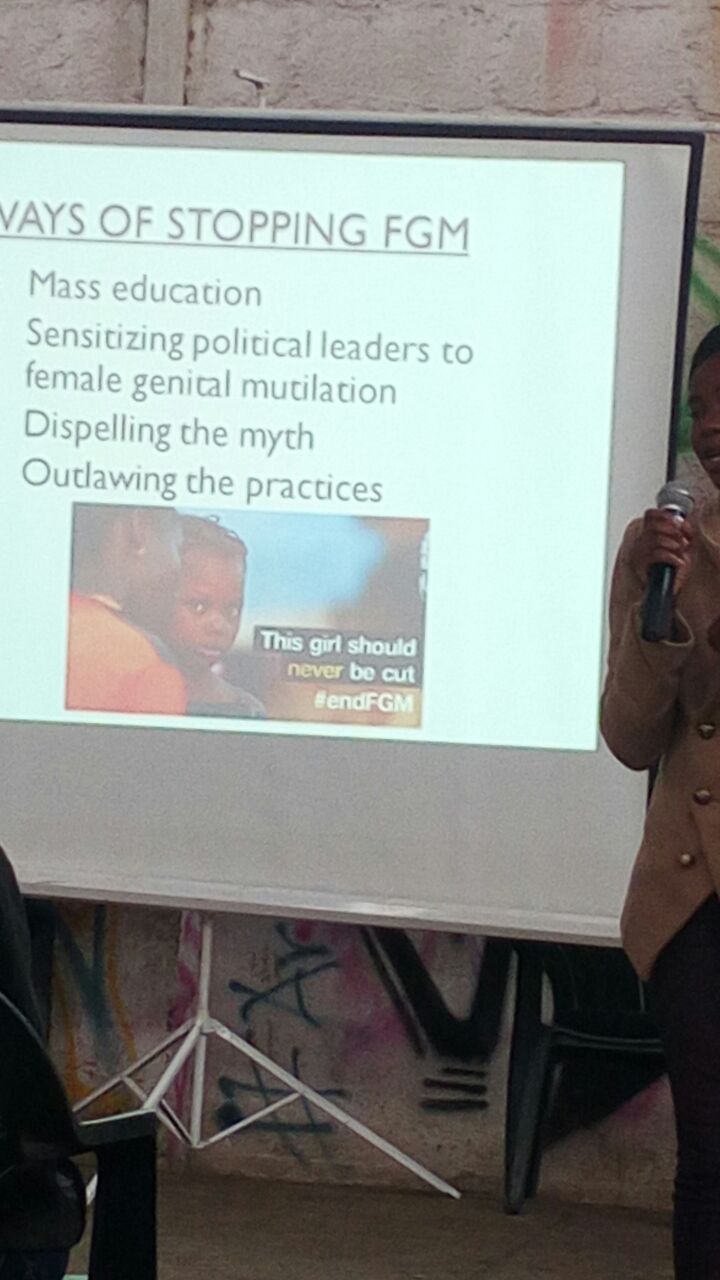 WAYS OF STOPPING FGM
Mass education
Sensitizing political leaders to
female genital mutilation
Dispelling the myth
Outlawing the practices
This girl should
never be cut
#endFGM